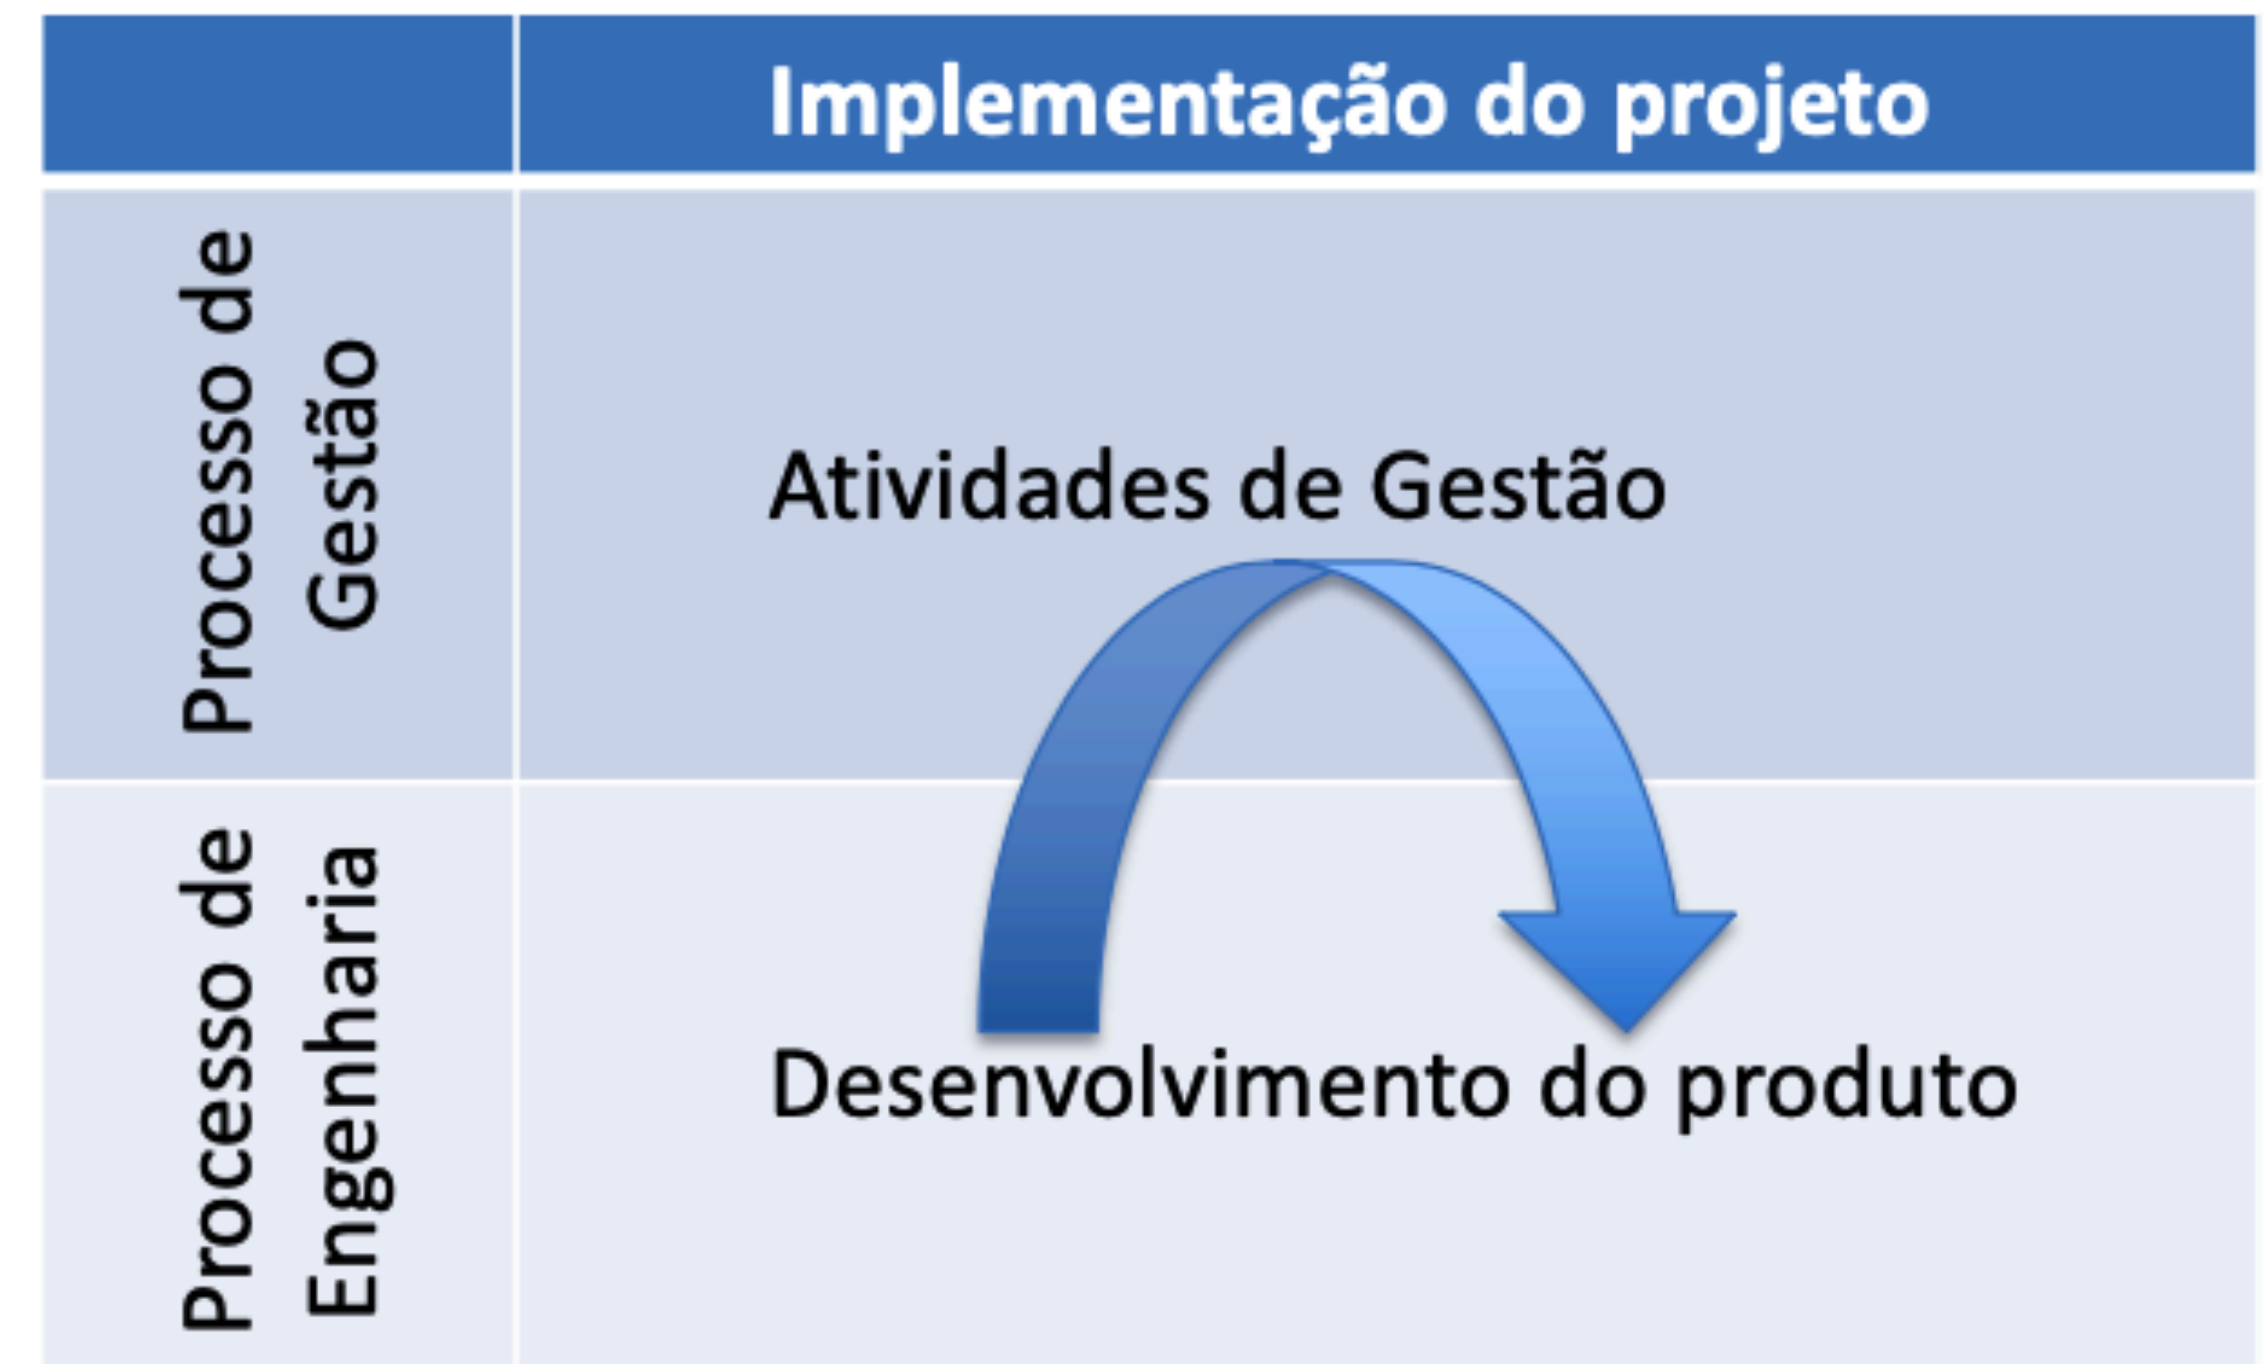 Implementação do projeto
Processo de
Gestão
Atividades de Gestão
Processo de
Engenharia
Desenvolvimento do produto